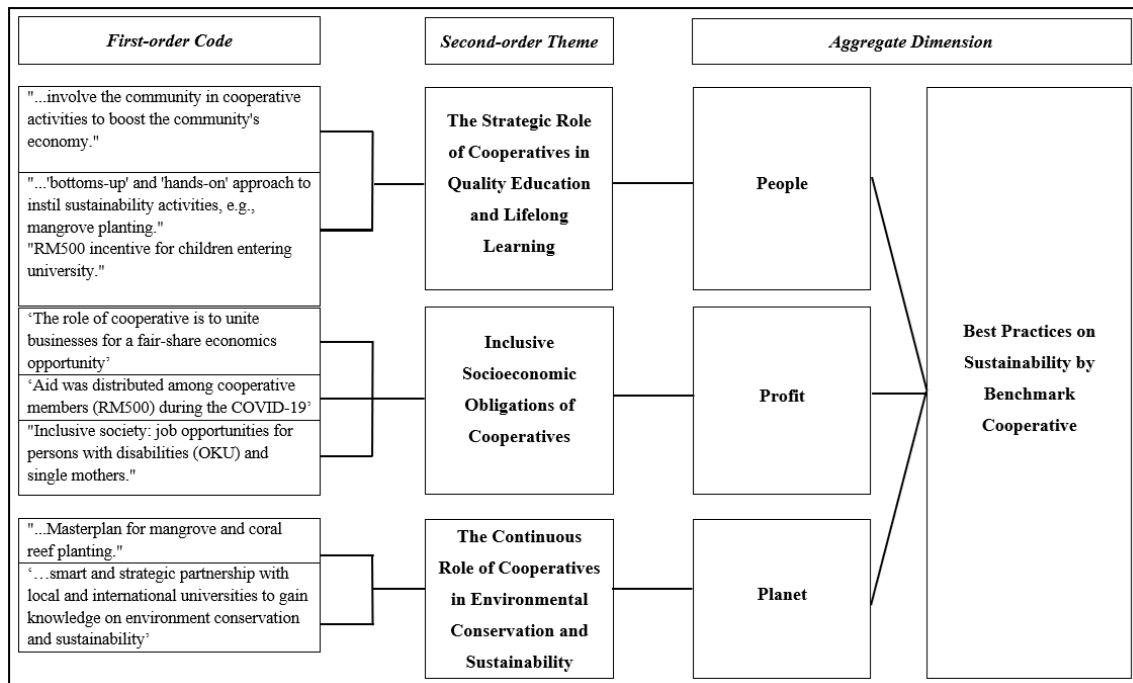 First-order Code
Second-order Theme
Aggregate Dimension
"...involve the community in cooperative
activities to boost the community's
economy."
"...'bottoms-up' and 'hands-on' approach to
instil sustainability activities, e.g.,
mangrove planting."
"RM500 incentive for children entering
university."
The Strategic Role
of Cooperatives in
Quality Education
and Lifelong
Learning
People
‘The role of cooperative is to unite
businesses for a fair-share economics
opportunity’
‘Aid was distributed among cooperative
members (RM500) during the COVID-19’
"Inclusive society: job opportunities for
persons with disabilities (OKU) and
single mothers."
Inclusive
Socioeconomic
Obligations of
Cooperatives
Profit
"...Masterplan for mangrove and coral
reef planting."
‘…smart and strategic partnership with
local and international universities to gain
knowledge on environment conservation
and sustainability’
The Continuous
Role of Cooperatives
in Environmental
Conservation and
Sustainability
Planet
Best Practices on
Sustainability by
Benchmark
Cooperative